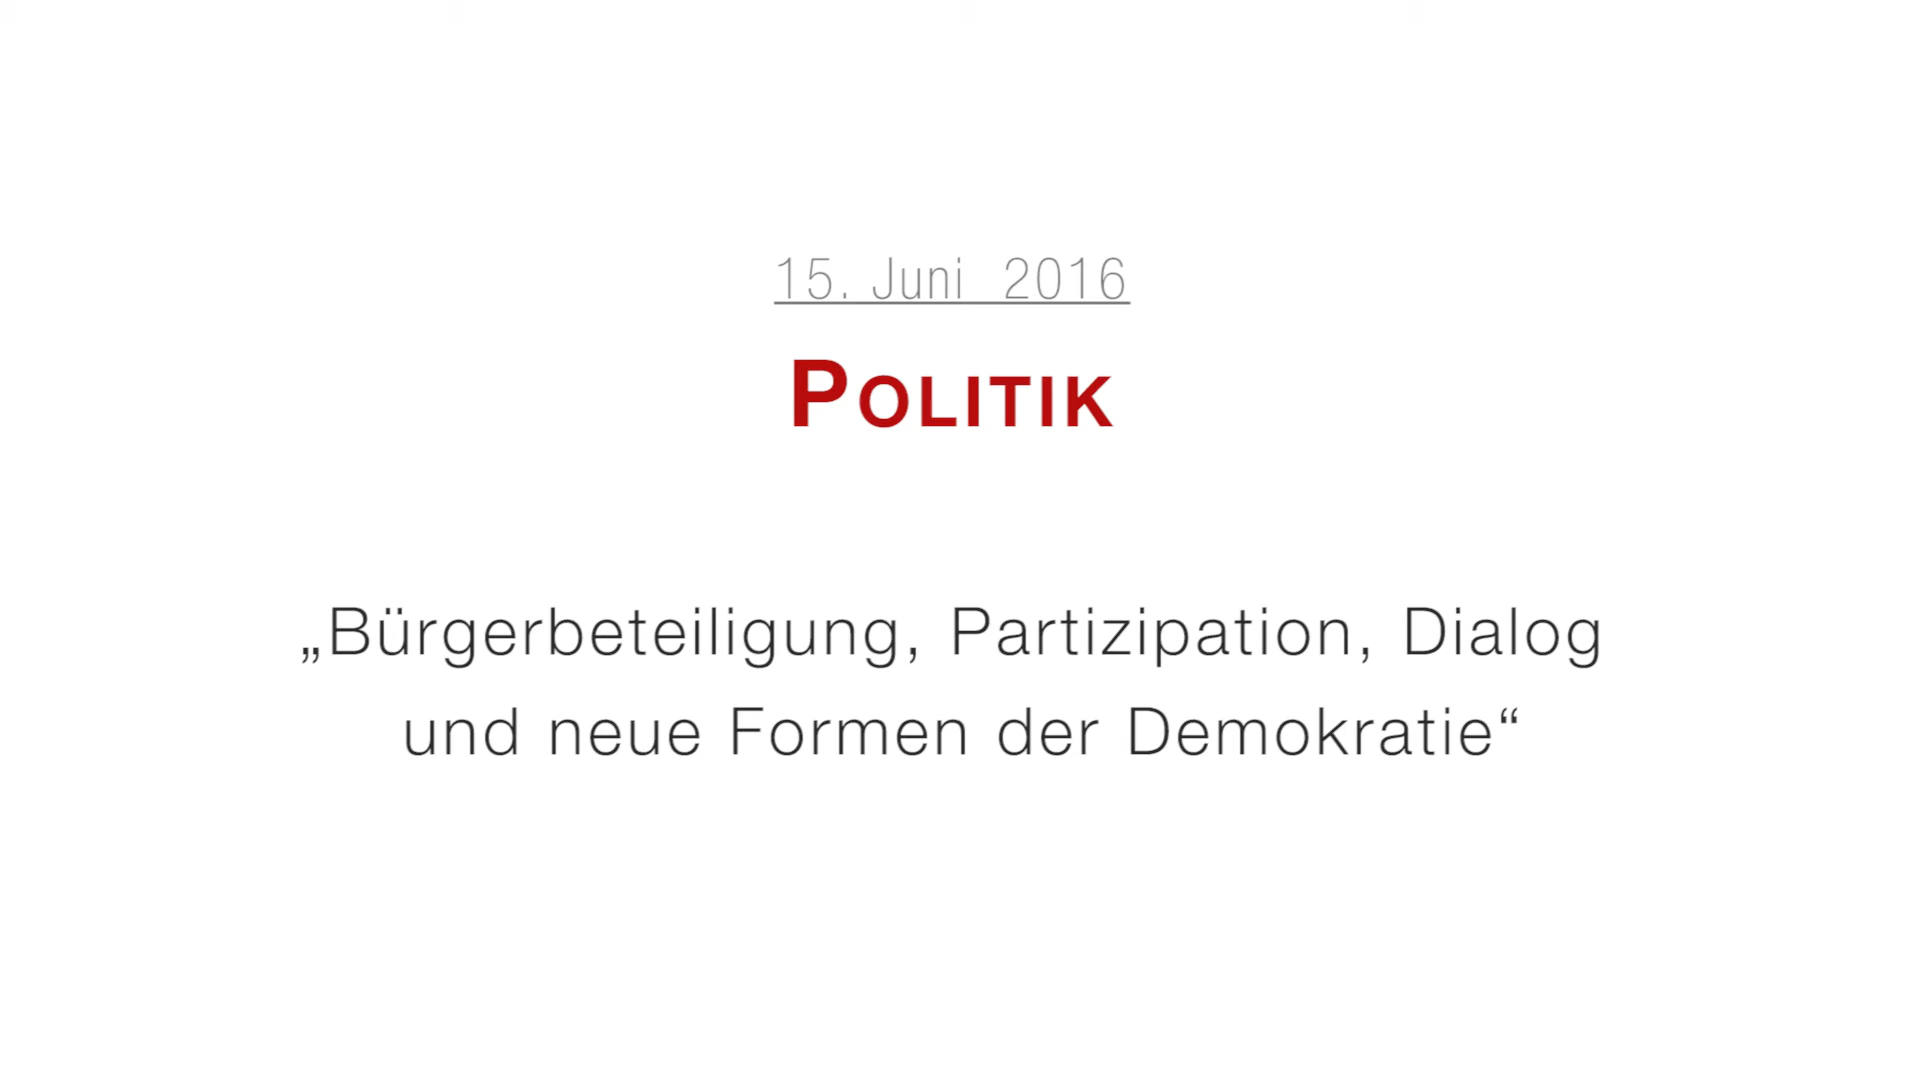 15. Juni 2016
POLITIK
„Bürgerbeteiligung, Partizipation, Dialog
und neue Formen der Demokratie“